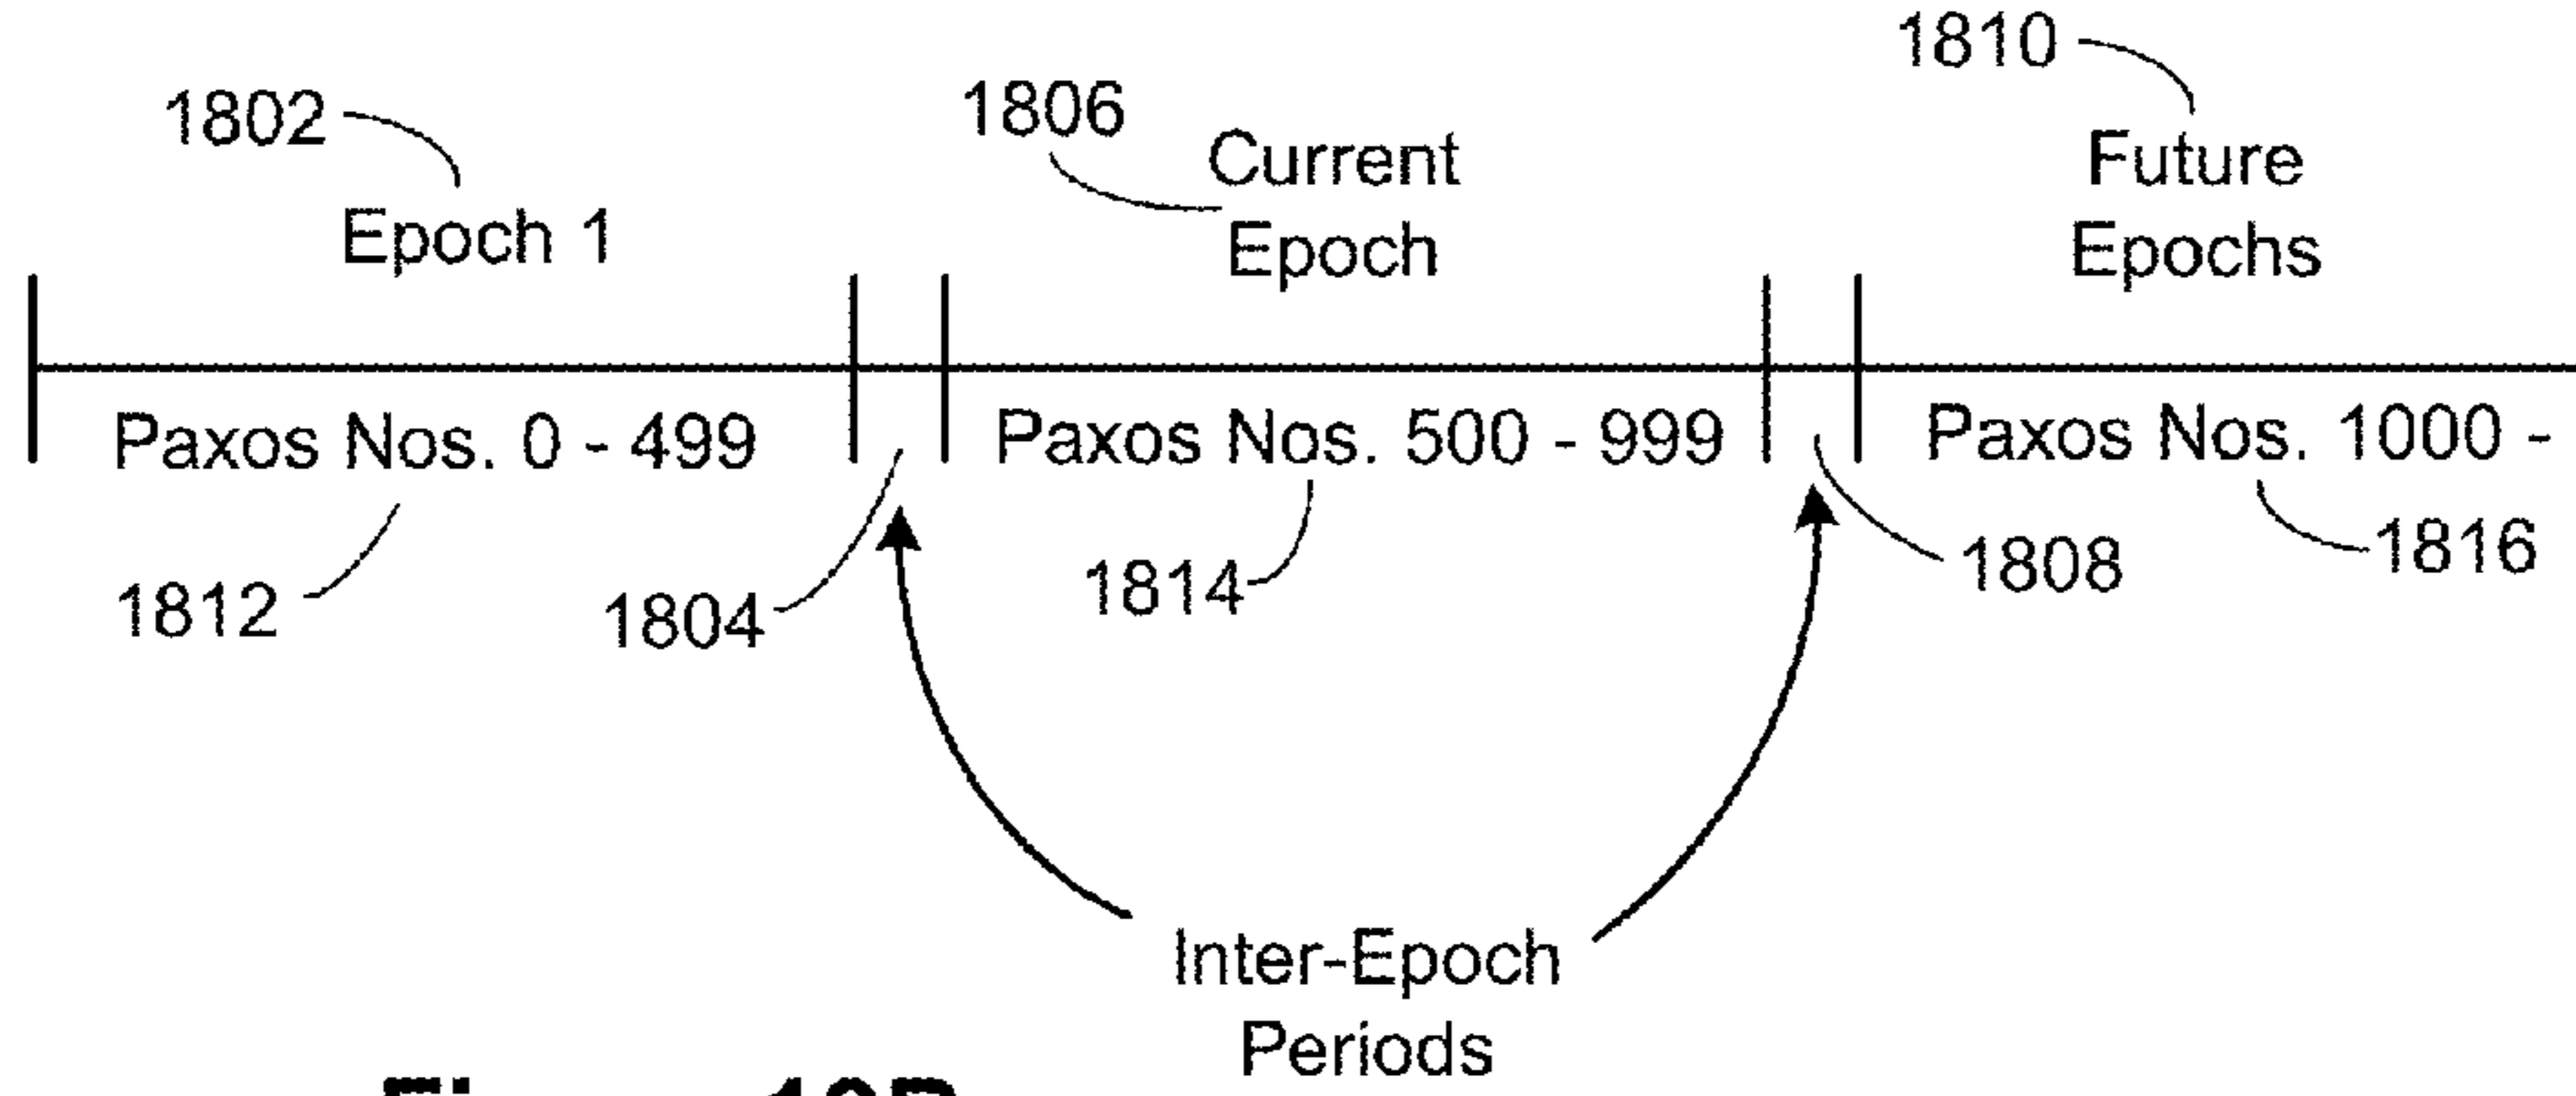 1810
1802
1806
Current
Epoch
Future
Epochs
Epoch 1
Paxos Nos. 0 - 499
Paxos Nos. 500 - 999
Paxos Nos. 1000 -
1812
1804
1814
1808
1816
Inter-Epoch
Periods